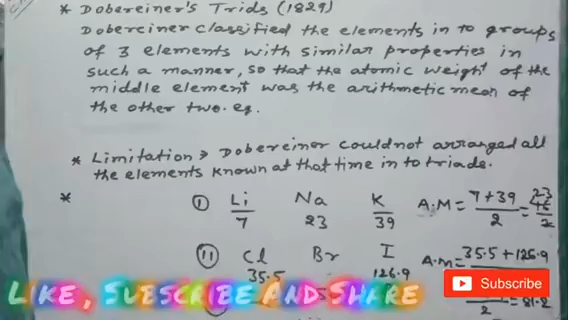 * Dobereiner's Trids (1829)
Doberciner classified the elements in to groups
of 3 elements with similar properties in
such a manner, so that the atomic weight of the
middle element was the arithmetic mean of
the other two. eg.
* Limitation → Dobereiner could not arranged all
the elements known at that time in to triads.
*
(I) Li Na K A.M = 7 + 39 = 23
7 23 39 2
(II) Cl Br I A.m = 35.5 + 126.9
35.5 126.9
Subscribe
Like, Subscribe And Share
2 = 81.2